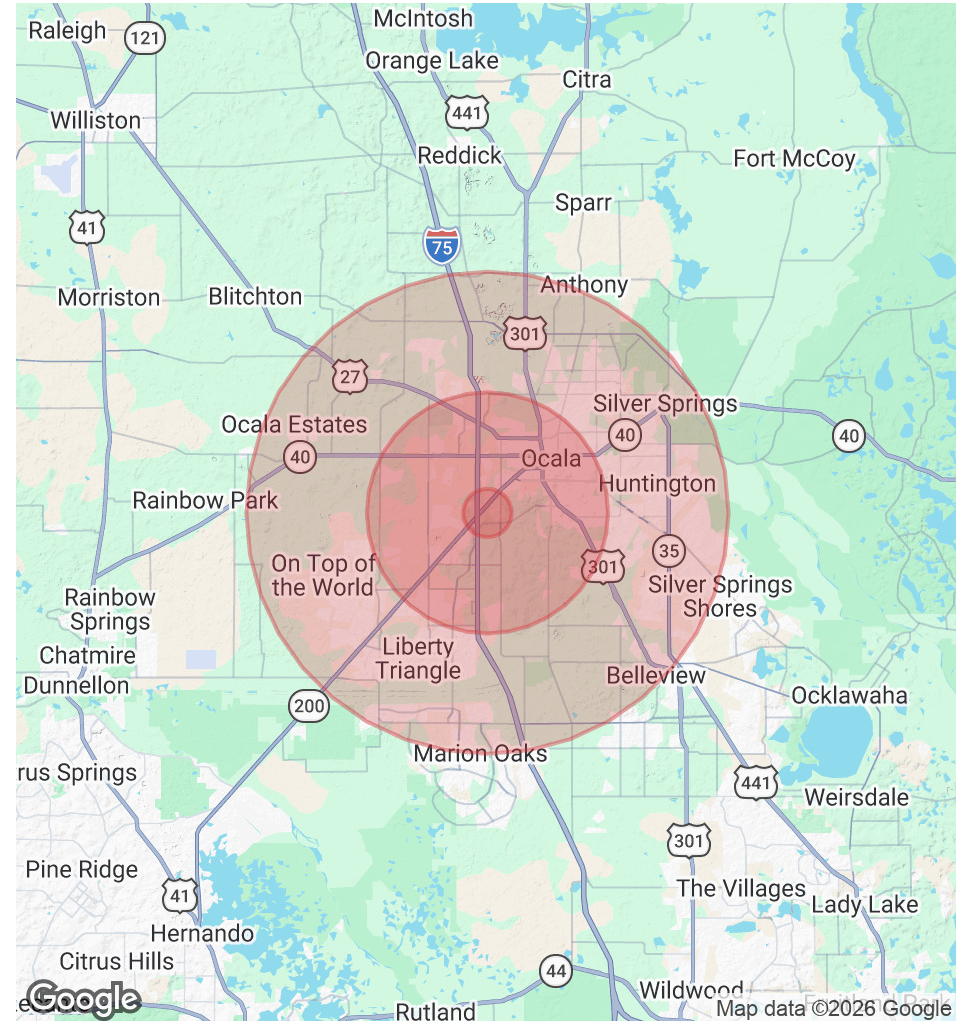 McIntosh
Raleigh
121
Orange Lake
Citra
441
Williston
Reddick
Fort McCoy
Sparr
41
75
Morriston
Blitchton
Anthony
301
27
Silver Springs
Ocala Estates
40
40
40
Ocala
Huntington
Rainbow Park
35
On Top of
the World
301
Silver Springs
Shores
Rainbow
Springs
Liberty
Triangle
Chatmire
Dunnellon
Belleview
Ocklawaha
200
Marion Oaks
rus Springs
441
Weirsdale
301
Pine Ridge
41
The Villages
Lady Lake
Hernando
Citrus Hills
44
Wildwood
Google
Rutland
Map data ©2026 Google